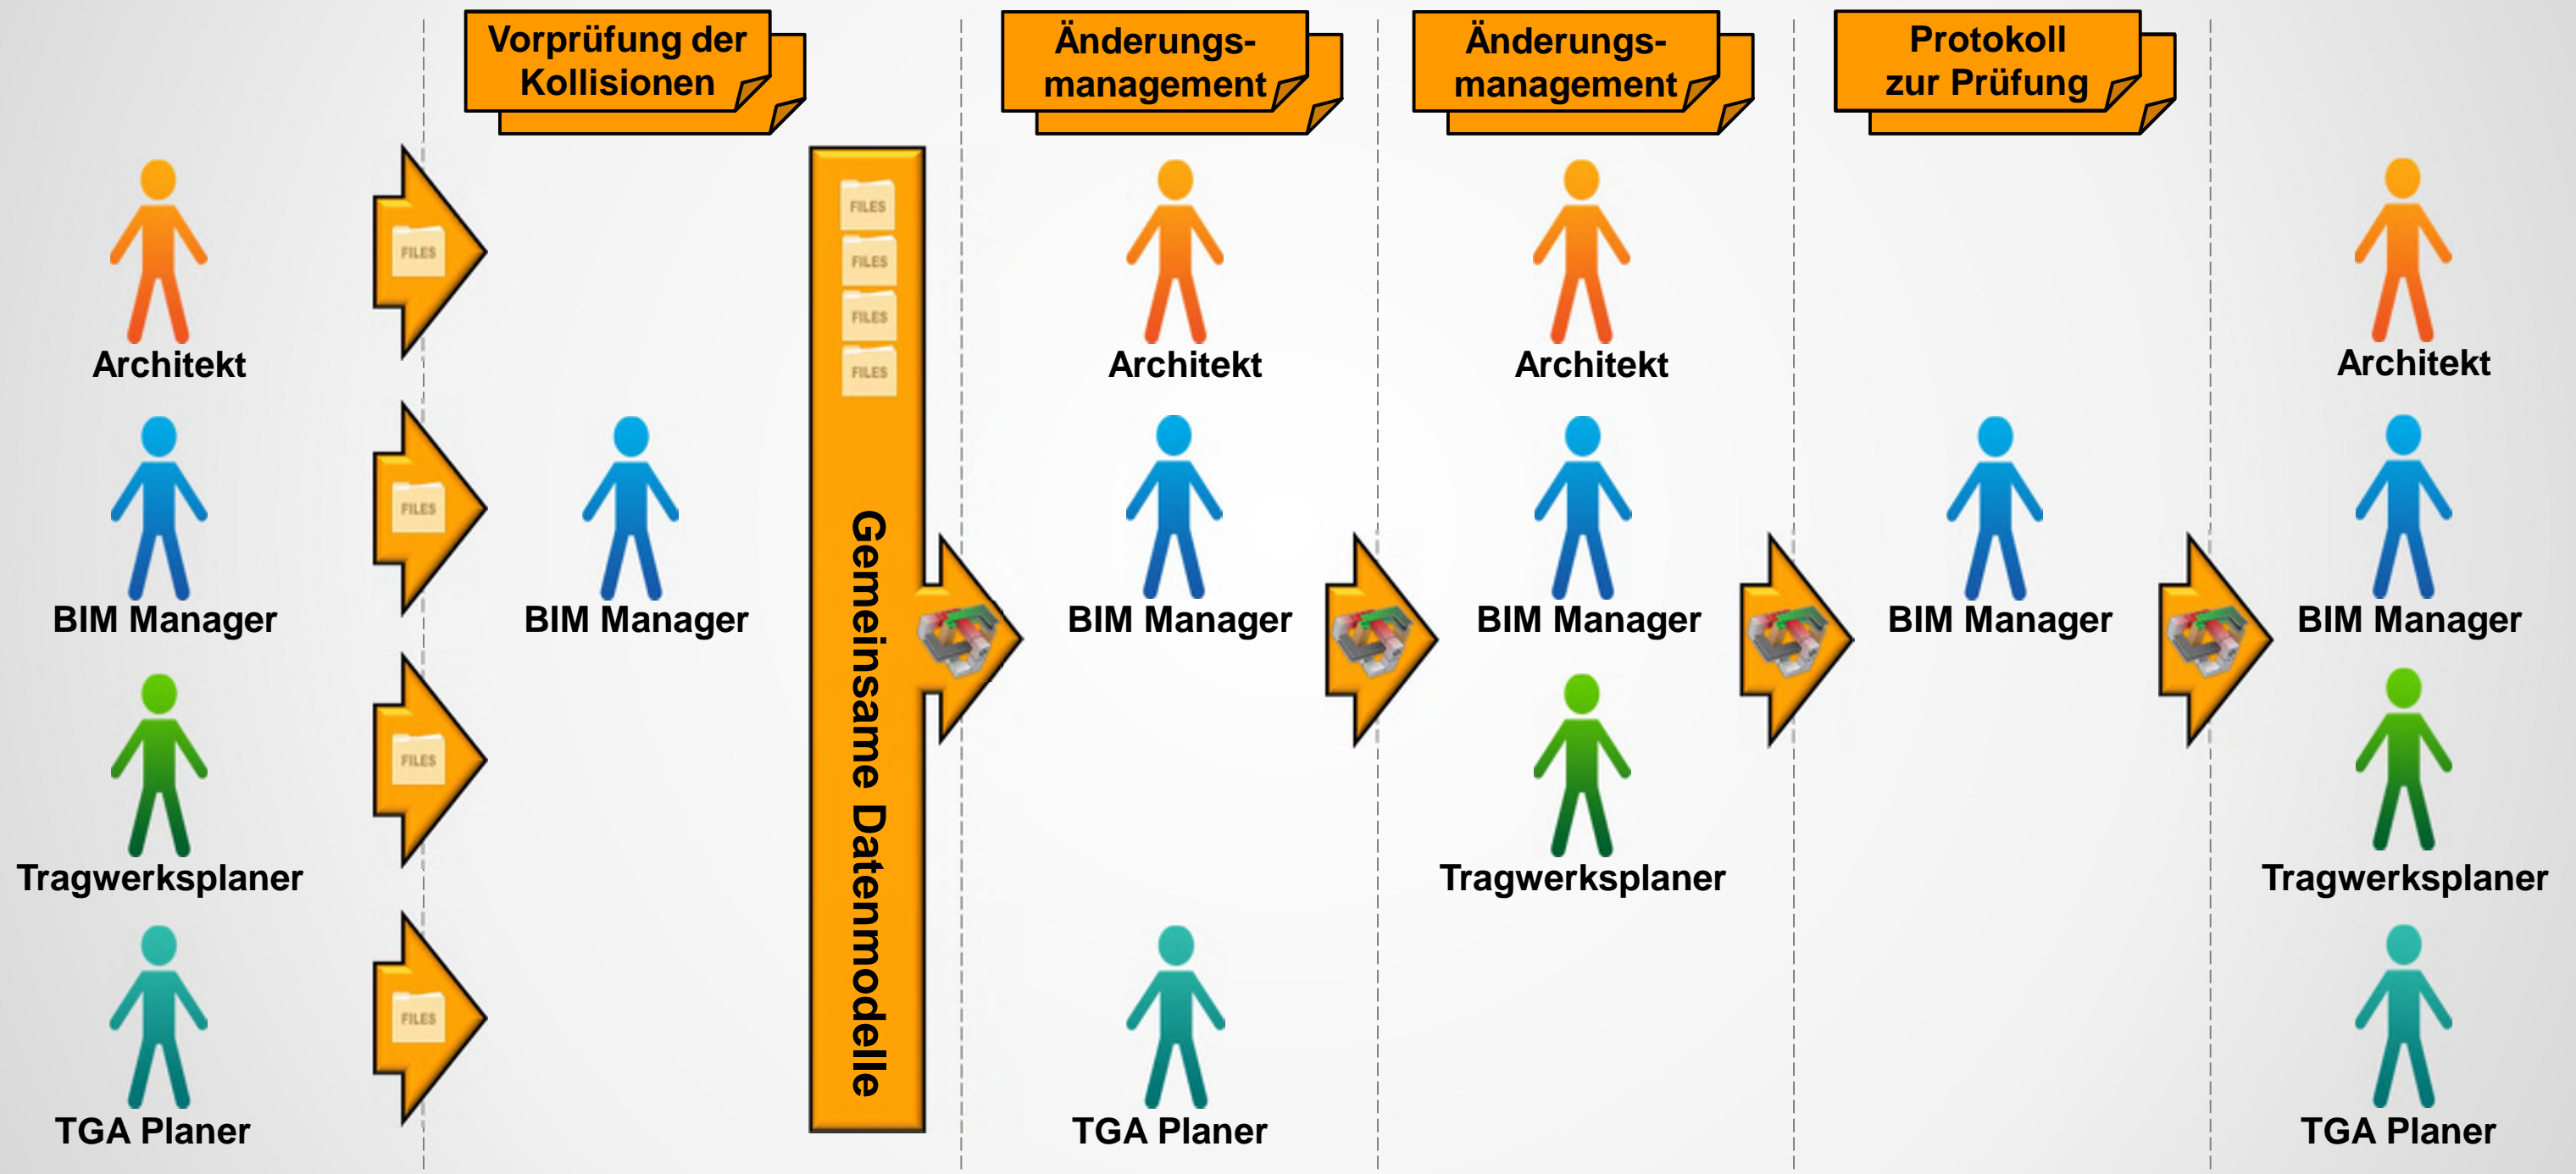 Vorprüfung der
Kollisionen
Änderungs-
management
Änderungs-
management
Protokoll
zur Prüfung
FILES
FILES
FILES
FILES
FILES
Architekt
Architekt
Architekt
Architekt
FILES
BIM Manager
BIM Manager
BIM Manager
BIM Manager
BIM Manager
BIM Manager
Gemeinsame Datenmodelle
FILES
Tragwerksplaner
Tragwerksplaner
Tragwerksplaner
FILES
TGA Planer
TGA Planer
TGA Planer